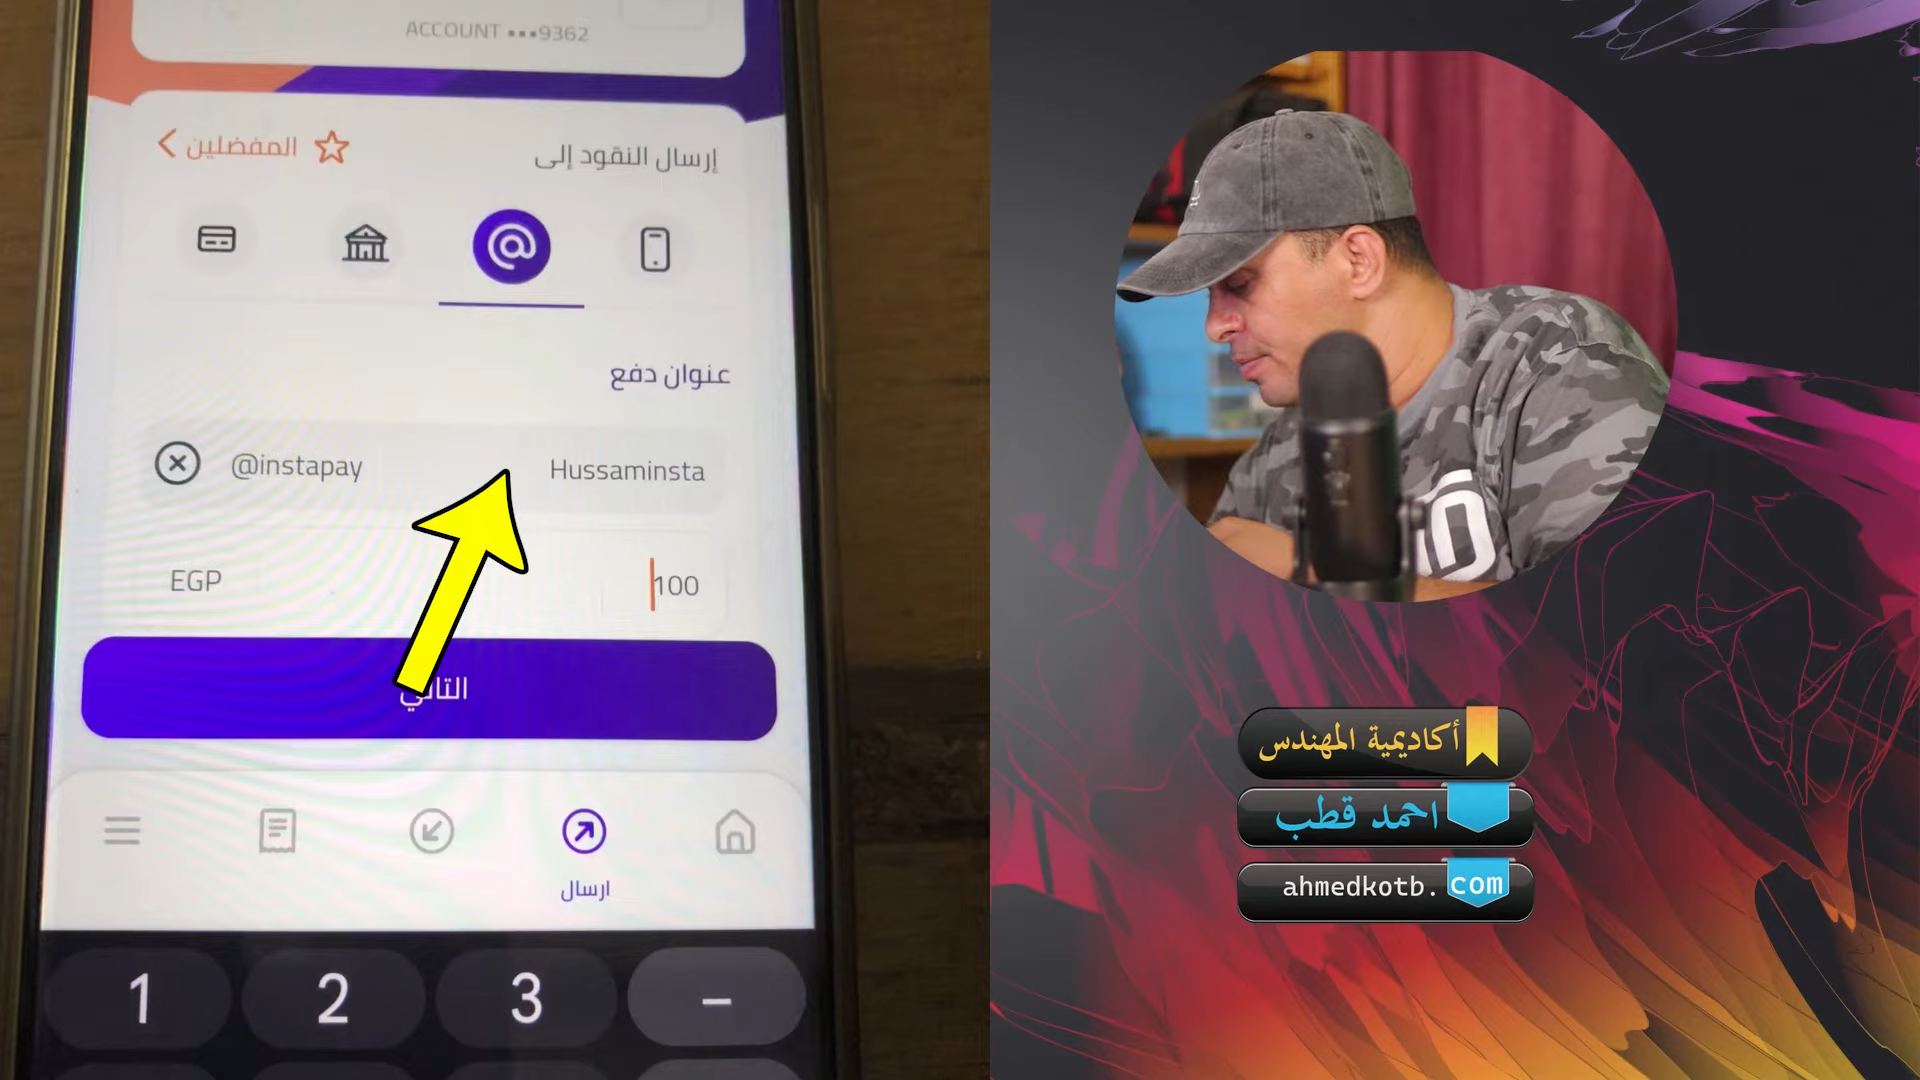 ACCOUNT •••9362
إرسال النقود إلى
المفضلين
عنوان دفع
Hussaminsta
@instapay
100
EGP
التالي
ارسال
1 2 3 -
أكاديمية المهندس
احمد قطب
ahmedkotb.com